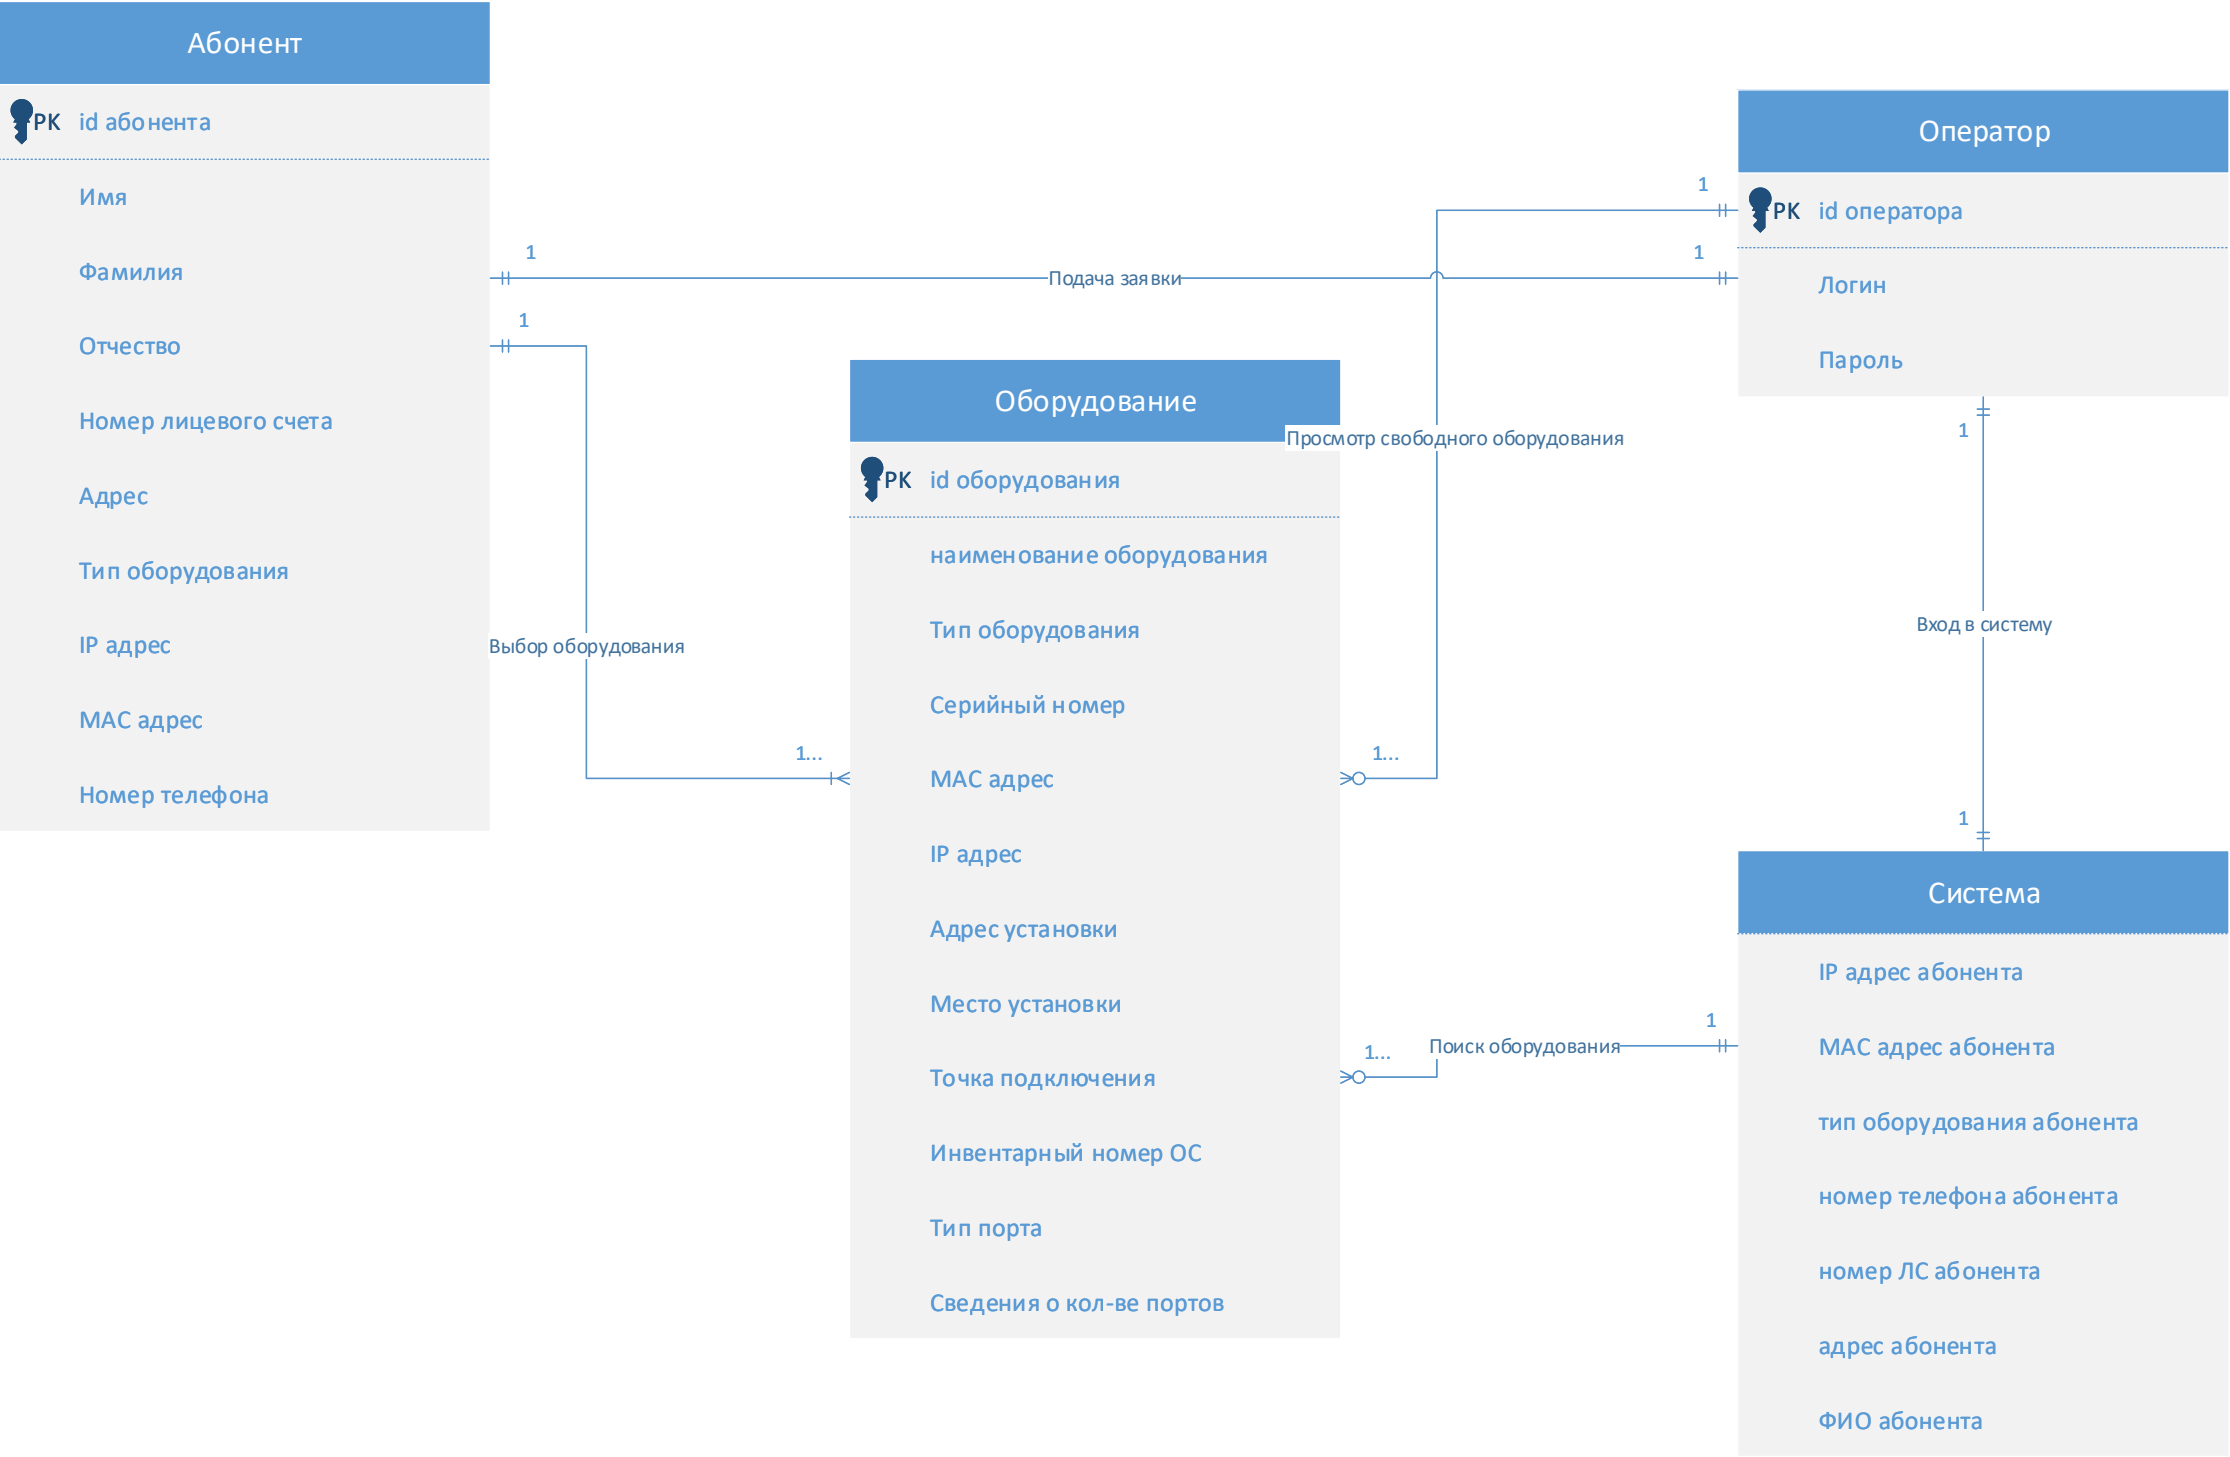 Абонент
PK id абонента
Имя
Фамилия
Отчество
Номер лицевого счета
Адрес
Тип оборудования
IP адрес
МАС адрес
Номер телефона
1
Подача заявки
1
1
Выбор оборудования
1...
1
Просмотр свободного оборудования
1...
Оборудование
PK id оборудования
наименование оборудования
Тип оборудования
Серийный номер
МАС адрес
IP адрес
Адрес установки
Место установки
Точка подключения
Инвентарный номер ОС
Тип порта
Сведения о кол-ве портов
Оператор
PK id оператора
Логин
Пароль
1
Вход в систему
1
1...
Поиск оборудования
1
Система
IP адрес абонента
МАС адрес абонента
тип оборудования абонента
номер телефона абонента
номер ЛС абонента
адрес абонента
ФИО абонента